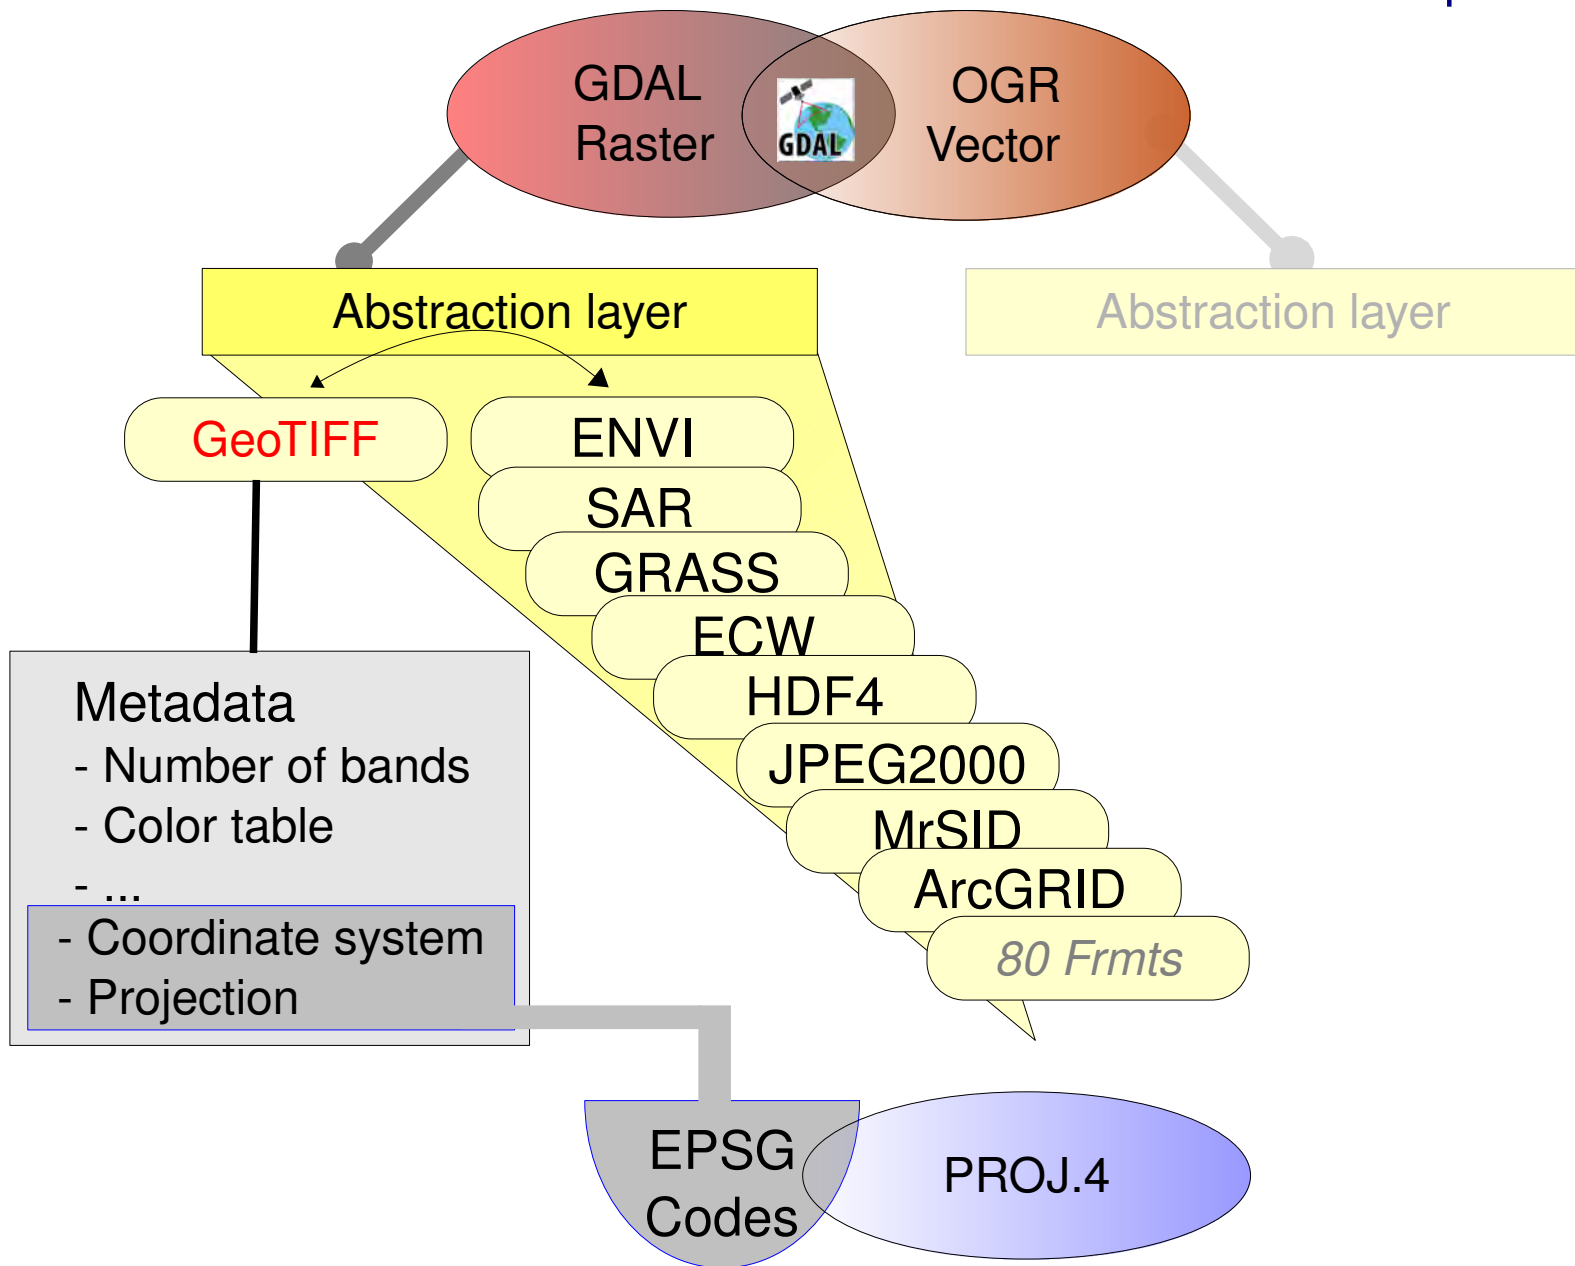 GDAL
Raster
GDAL
OGR
Vector
Abstraction layer
Abstraction layer
GeoTIFF
ENVI
SAR
GRASS
ECW
HDF4
JPEG2000
MrSID
ArcGRID
80 Frmts
Metadata
- Number of bands
- Color table
- ...
- Coordinate system
- Projection
EPSG
Codes
PROJ.4